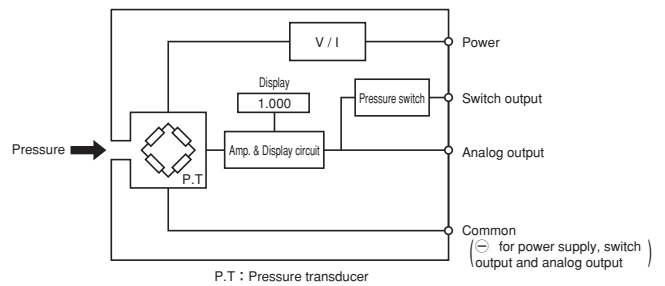 V / I
Power
Display
1.000
Pressure switch
Switch output
Pressure
P.T
Amp. & Display circuit
Analog output
Common
(⊖ for power supply, switch
output and analog output)
P.T : Pressure transducer